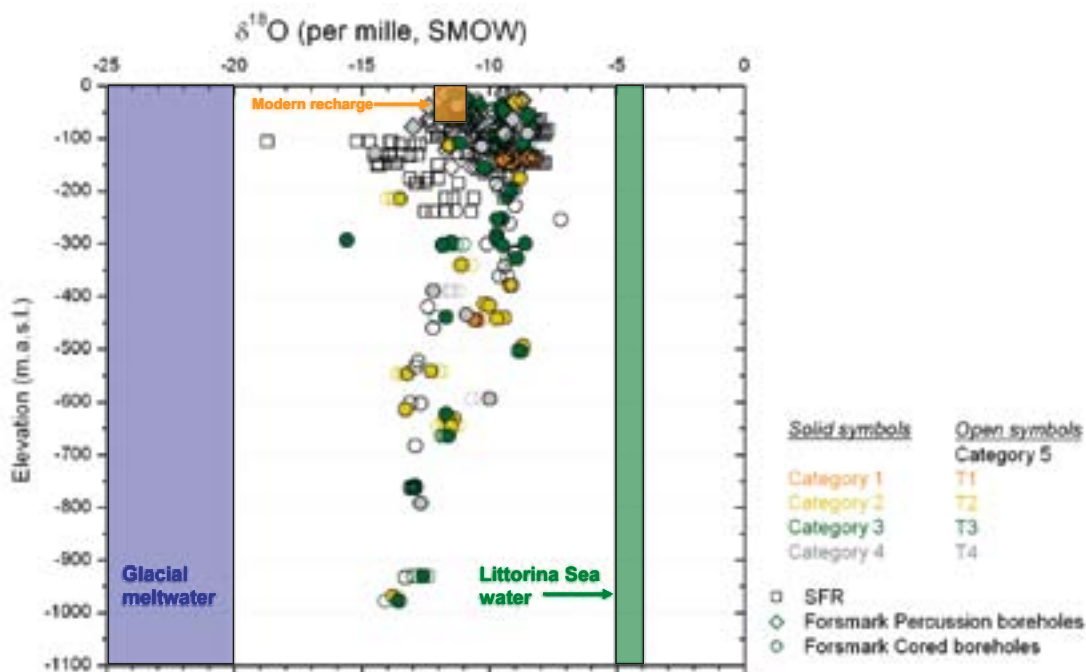 δ18O (per mille, SMOW)
-25 -20 -15 -10 -5 0
Elevation (m.a.s.l.)
0
-100
-200
-300
-400
-500
-600
-700
-800
-900
-1000
-1100
Modern recharge
Glacial
meltwater
Littorina Sea
water
Solid symbols Open symbols
Category 5
Category 1 T1
Category 2 T2
Category 3 T3
Category 4 T4
SFR
Forsmark Percussion boreholes
Forsmark Cored boreholes